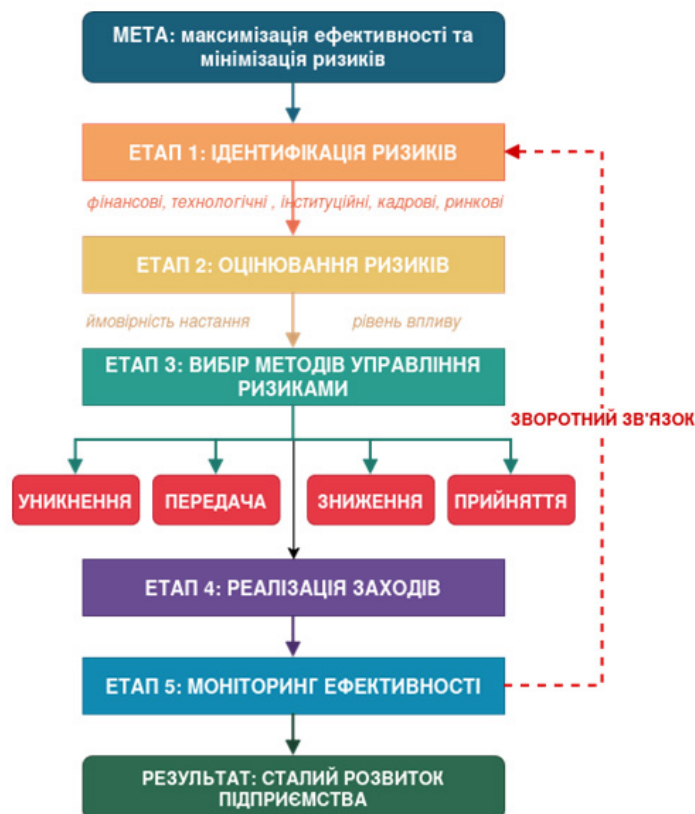 МЕТА: максимізація ефективності та
мінімізація ризиків
ЕТАП 1: ІДЕНТИФІКАЦІЯ РИЗИКІВ
фінансові, технологічні , інституційні, кадрові, ринкові
ЕТАП 2: ОЦІНЮВАННЯ РИЗИКІВ
ймовірність настання
рівень впливу
ЕТАП 3: ВИБІР МЕТОДІВ УПРАВЛІННЯ
РИЗИКАМИ
ЗВОРОТНИЙ ЗВ'ЯЗОК
УНИКНЕННЯ
ПЕРЕДАЧА
ЗНИЖЕННЯ
ПРИЙНЯТТЯ
ЕТАП 4: РЕАЛІЗАЦІЯ ЗАХОДІВ
ЕТАП 5: МОНІТОРИНГ ЕФЕКТИВНОСТІ
РЕЗУЛЬТАТ: СТАЛИЙ РОЗВИТОК
ПІДПРИЄМСТВА